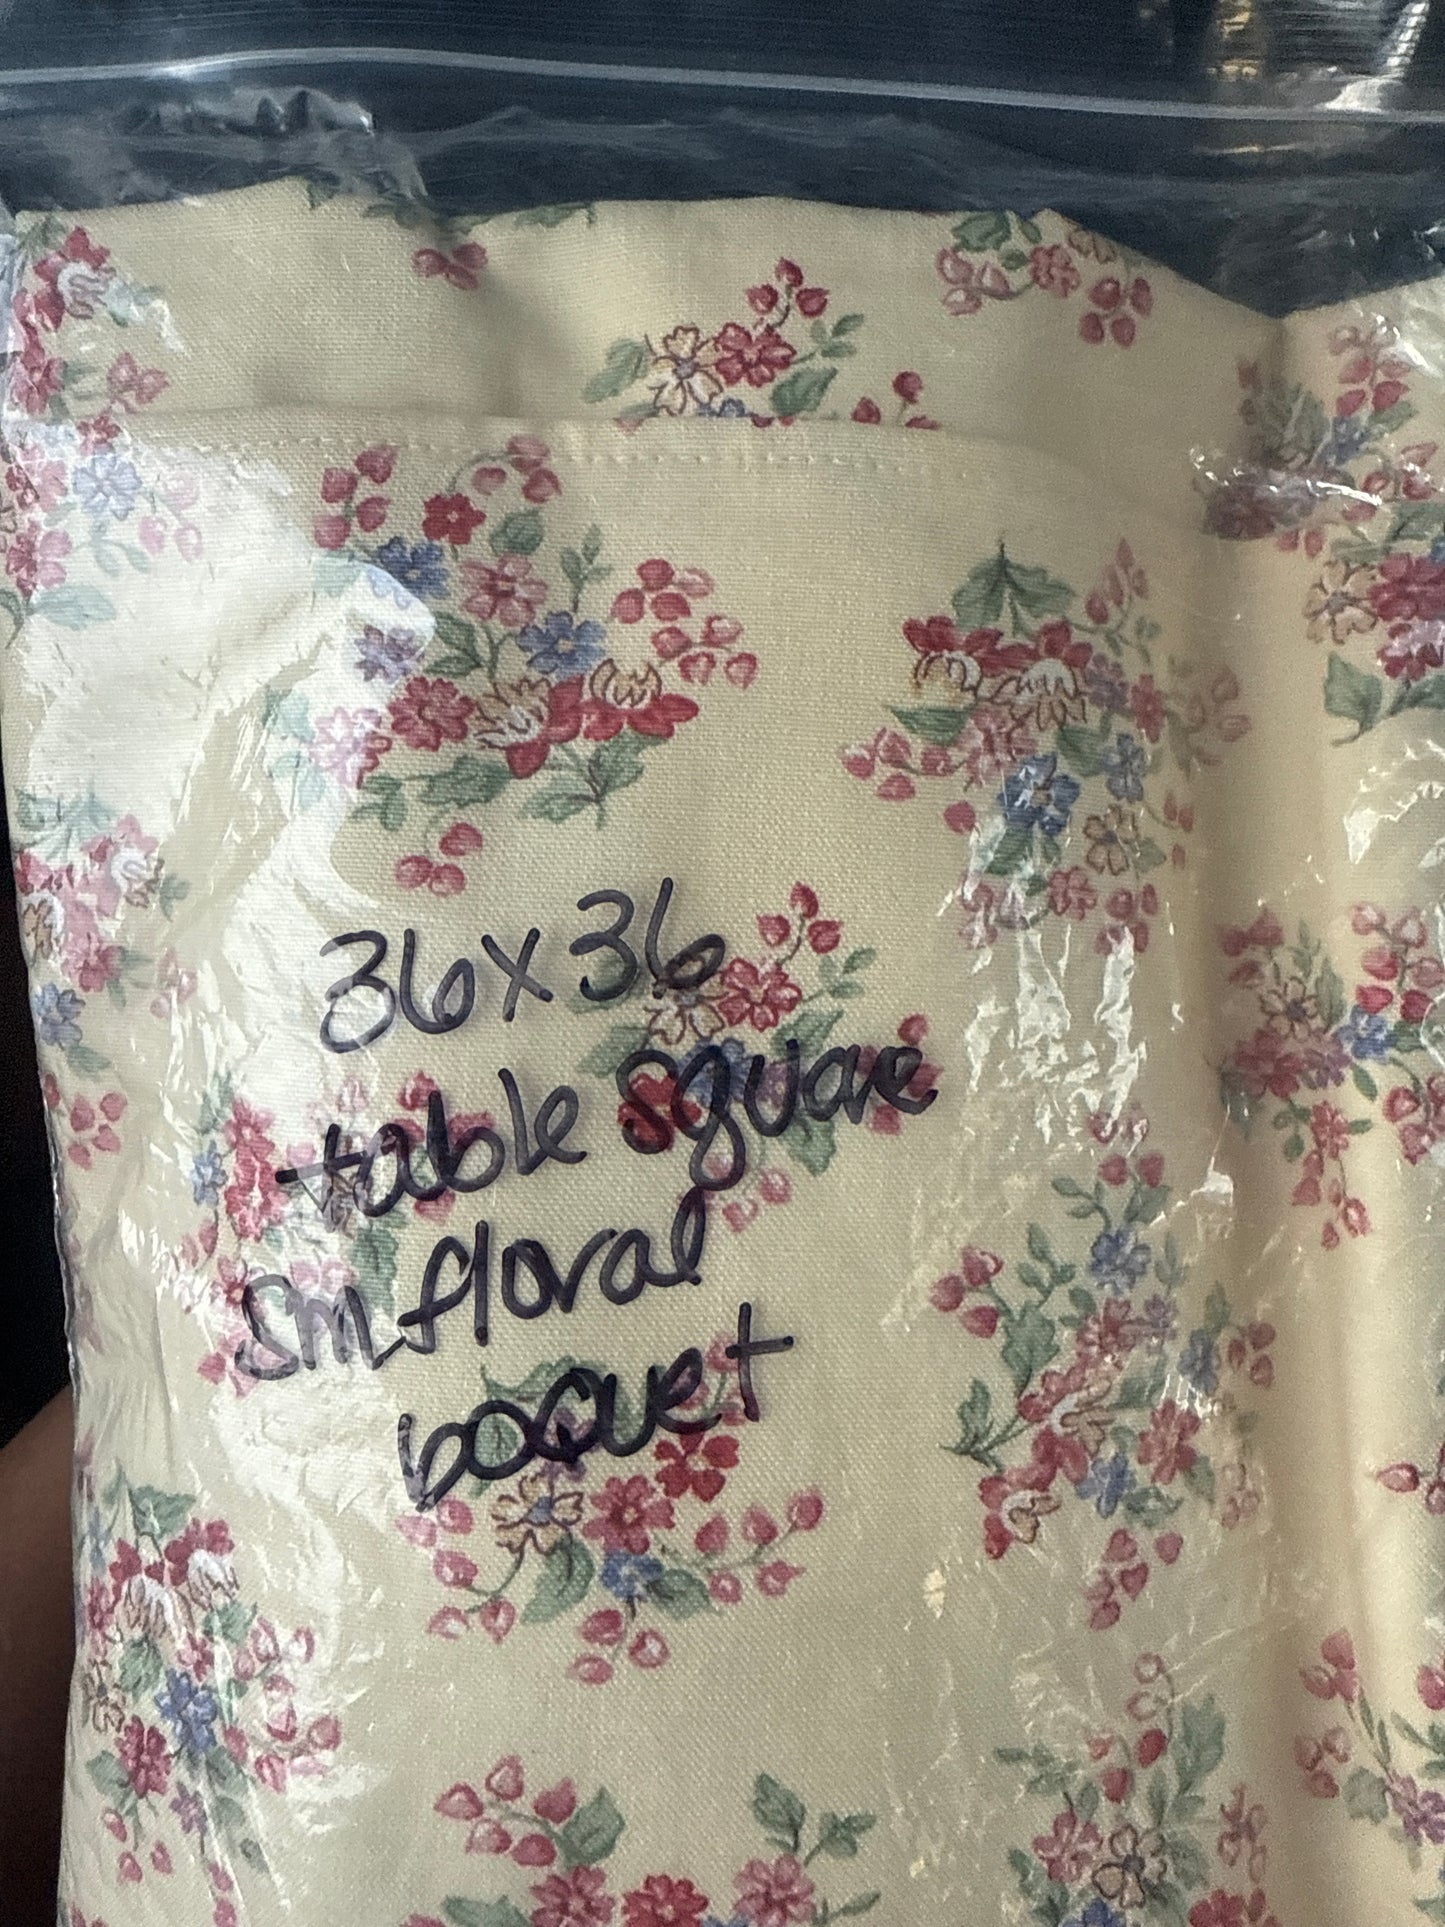 36x36
table square
Sm floral
boquet